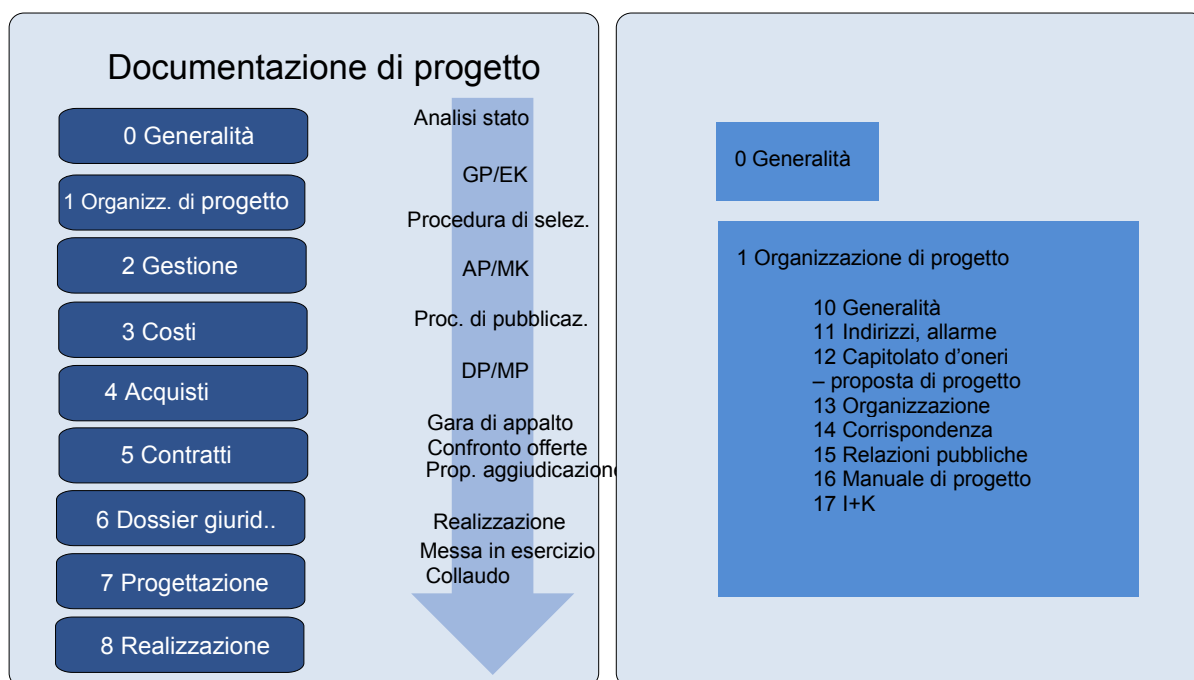 Documentazione di progetto
0 Generalità
1 Organizz. di progetto
2 Gestione
3 Costi
4 Acquisti
5 Contratti
6 Dossier giurid..
7 Progettazione
8 Realizzazione
Analisi stato
GP/EK
Procedura di selez.
AP/MK
Proc. di pubblicaz.
DP/MP
Gara di appalto
Confronto offerte
Prop. aggiudicazione
Realizzazione
Messa in esercizio
Collaudo
0 Generalità
1 Organizzazione di progetto
10 Generalità
11 Indirizzi, allarme
12 Capitolato d'oneri
– proposta di progetto
13 Organizzazione
14 Corrispondenza
15 Relazioni pubbliche
16 Manuale di progetto
17 I+K